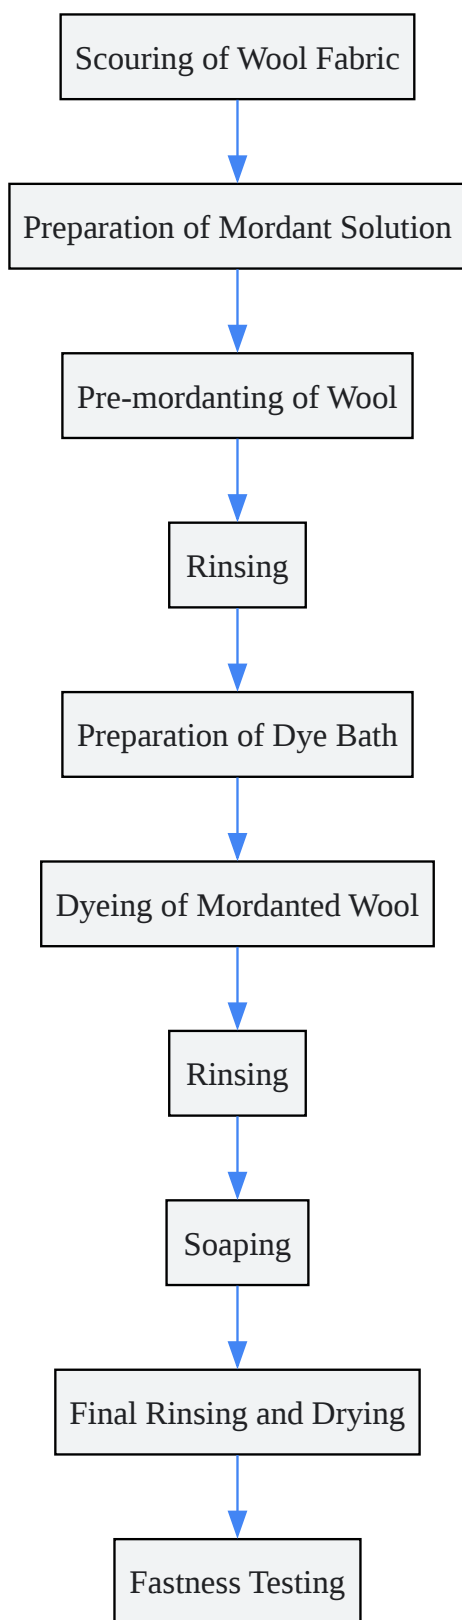 Scouring of Wool Fabric
Preparation of Mordant Solution
Pre-mordanting of Wool
Rinsing
Preparation of Dye Bath
Dyeing of Mordanted Wool
Rinsing
Soaping
Final Rinsing and Drying
Fastness Testing